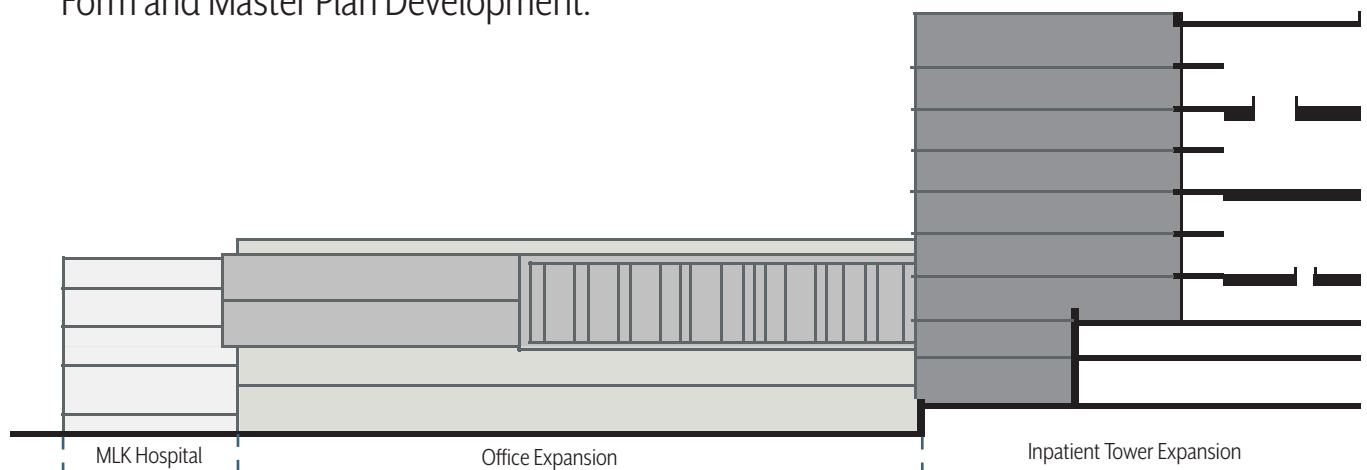 Form and Master Plan Development.
MLK Hospital
Office Expansion
Inpatient Tower Expansion